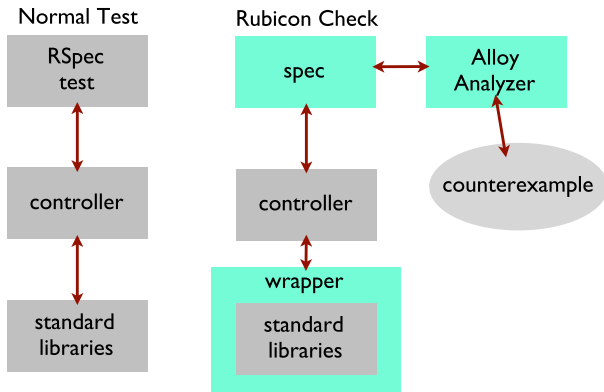 Normal Test
RSpec
test
controller
standard
libraries
Rubicon Check
spec
Alloy
Analyzer
counterexample
controller
wrapper
standard
libraries